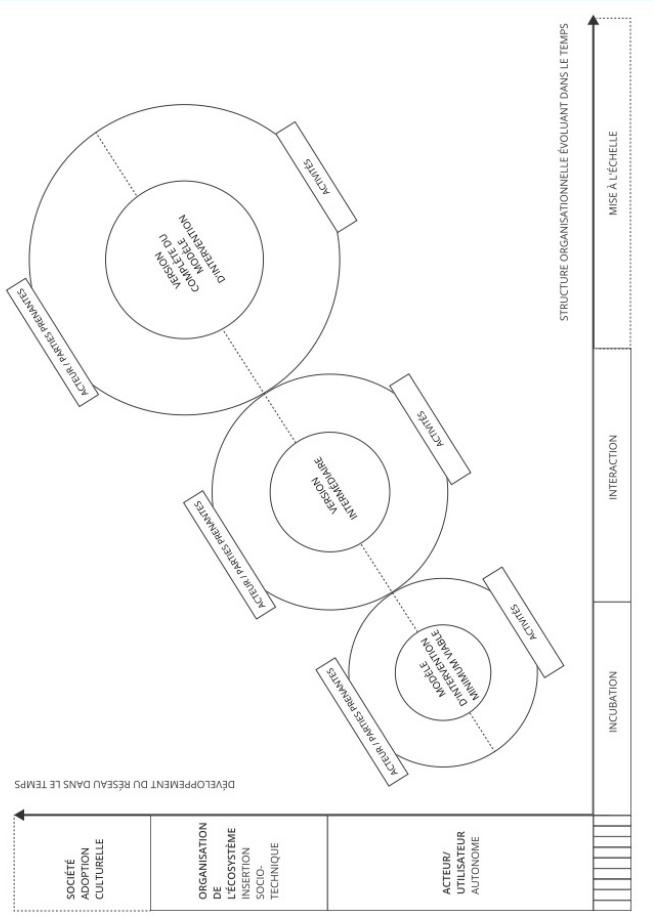 DÉVELOPPEMENT DU RÉSEAU DANS LE TEMPS
SOCIÉTÉ
ADOPTION
CULTURELLE
ORGANISATION
DE
L'ÉCOSYSTÈME
INSERTION
SOCIO-
TECHNIQUE
ACTEUR/
UTILISATEUR
AUTONOME
ACTEUR / PARTIES PRENANTES
MODÈLE
D'INTERVENTION
MINIMUM VIABLE
ACTIVITÉS
ACTEUR / PARTIES PRENANTES
VERSION
INTERMÉDIAIRE
ACTIVITÉS
ACTEUR / PARTIES PRENANTES
VERSION
COMPLÈTE DU
MODÈLE
D'INTERVENTION
ACTIVITÉS
STRUCTURE ORGANISATIONNELLE ÉVOLUANT DANS LE TEMPS
INCUBATION
INTERACTION
MISE À L'ÉCHELLE